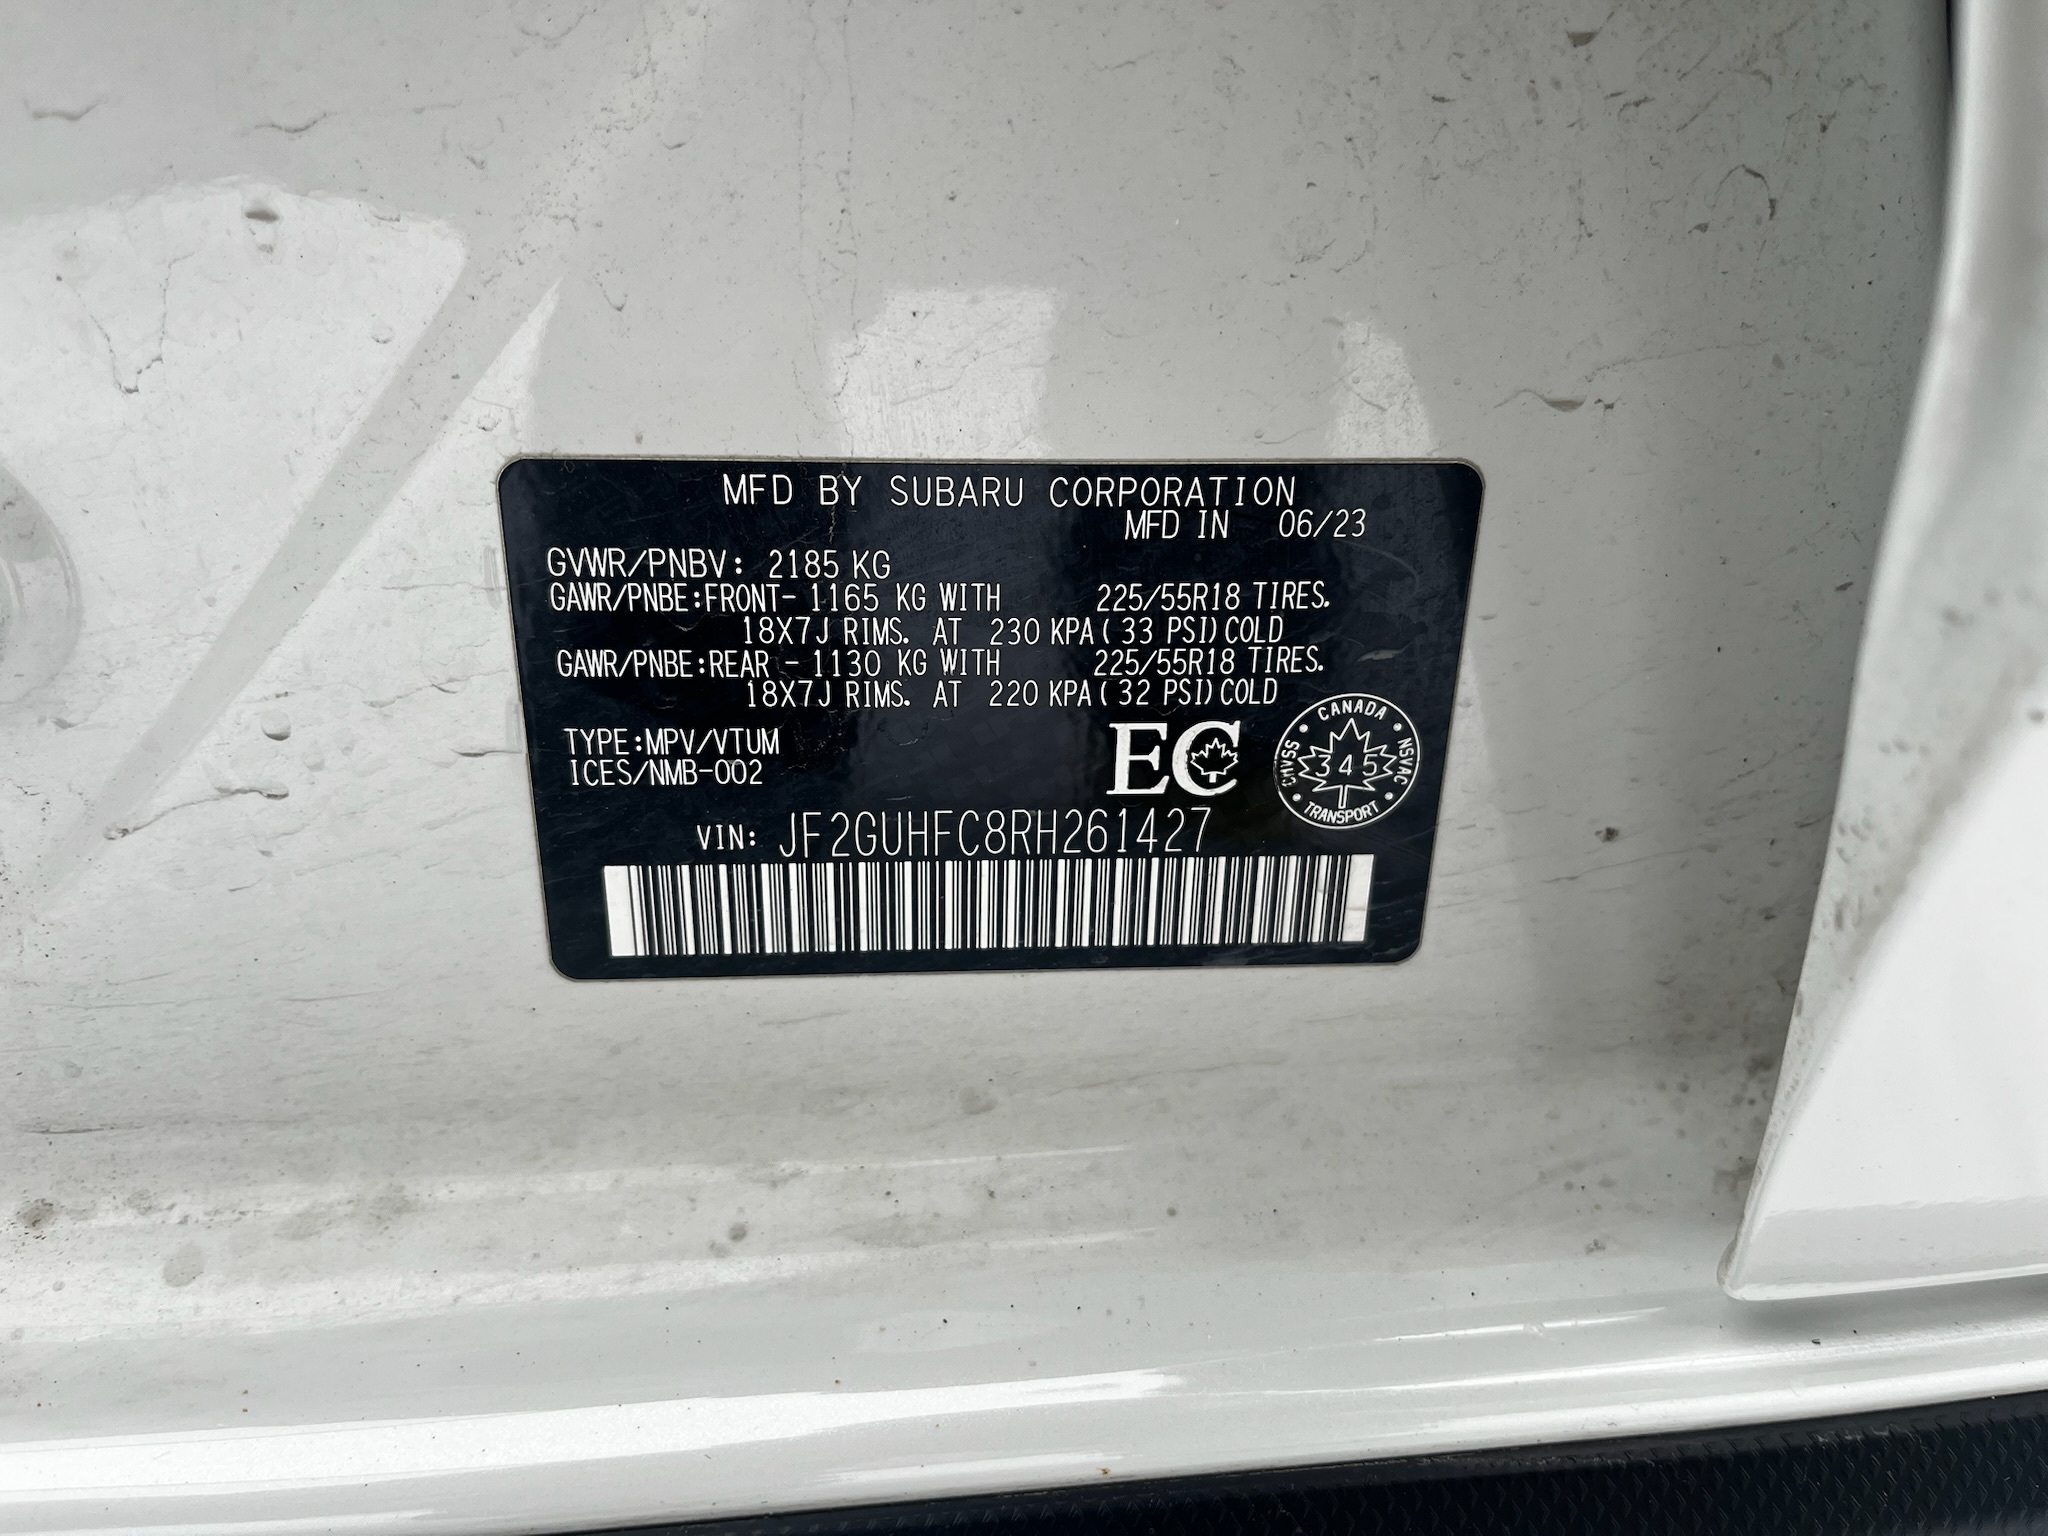 MFD BY SUBARU CORPORATION
MFD IN 06/23
GVWR/PNBV: 2185 KG
GAWR/PNBE:FRONT- 1165 KG WITH 225/55R18 TIRES.
18X7J RIMS. AT 230 KPA(33 PSI)COLD
GAWR/PNBE:REAR - 1130 KG WITH 225/55R18 TIRES.
18X7J RIMS. AT 220 KPA(32 PSI)COLD
TYPE:MPV/VTUM
ICES/NMB-002
EC
CANADA
CHVSS
345
NSVAC
TRANSPORT
VIN: JF2GUHFC8RH261427